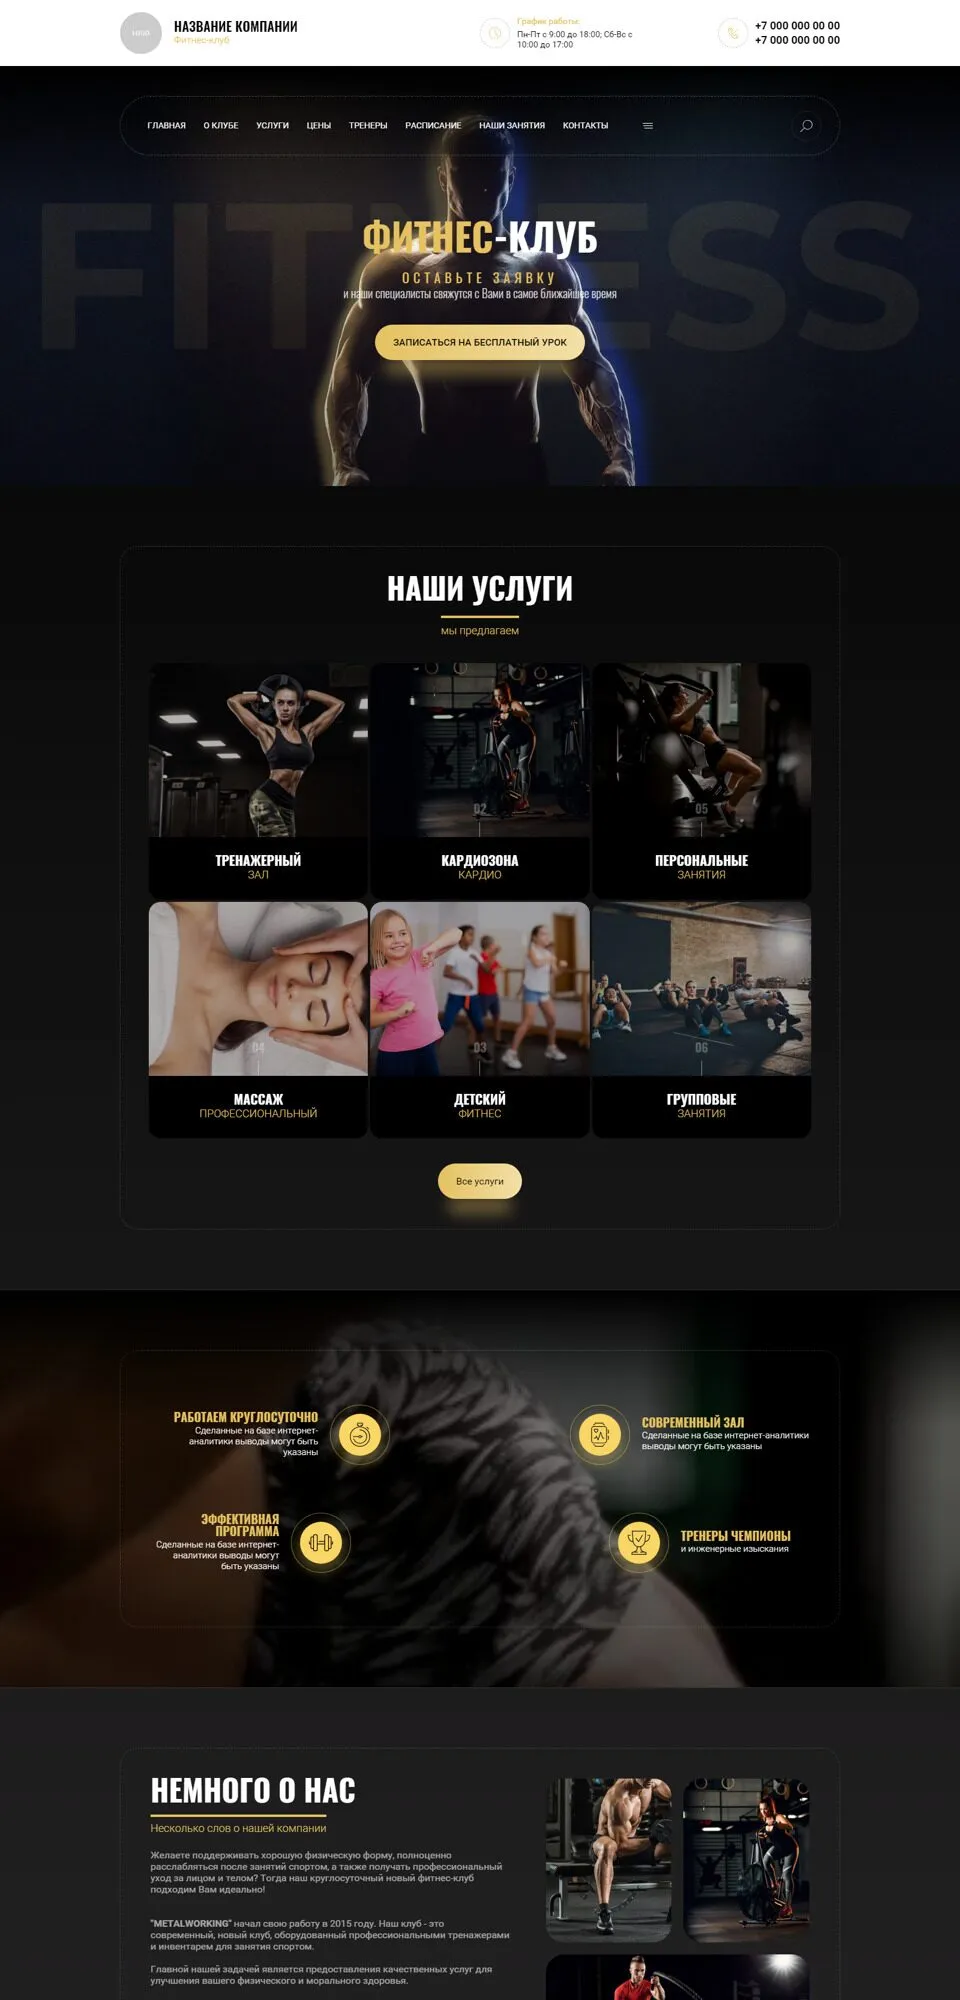 НАЗВАНИЕ КОМПАНИИ
Фитнес-клуб
График работы:
Пн-Пт с 9:00 до 18:00; Сб-Вс с
10:00 до 17:00
+7 000 000 00 00
+7 000 000 00 00
ГЛАВНАЯ О КЛУБЕ УСЛУГИ ЦЕНЫ ТРЕНЕРЫ РАСПИСАНИЕ НАШИ ЗАНЯТИЯ КОНТАКТЫ
FITNESS
ФИТНЕС-КЛУБ
ОСТАВЬТЕ ЗАЯВКУ
и наши специалисты свяжутся с Вами в самое ближайшее время
ЗАПИСАТЬСЯ НА БЕСПЛАТНЫЙ УРОК
НАШИ УСЛУГИ
мы предлагаем
02
05
ТРЕНАЖЕРНЫЙ
ЗАЛ
КАРДИОЗОНА
КАРДИО
ПЕРСОНАЛЬНЫЕ
ЗАНЯТИЯ
04
03
06
МАССАЖ
ПРОФЕССИОНАЛЬНЫЙ
ДЕТСКИЙ
ФИТНЕС
ГРУППОВЫЕ
ЗАНЯТИЯ
Все услуги
РАБОТАЕМ КРУГЛОСУТОЧНО
Сделанные на базе интернет-
аналитики выводы могут быть
указаны
СОВРЕМЕННЫЙ ЗАЛ
Сделанные на базе интернет-аналитики
выводы могут быть указаны
ЭФФЕКТИВНАЯ
ПРОГРАММА
Сделанные на базе интернет-
аналитики выводы могут
быть указаны
ТРЕНЕРЫ ЧЕМПИОНЫ
и инженерные изыскания
НЕМНОГО О НАС
Несколько слов о нашей компании
Желаете поддерживать хорошую физическую форму, полноценно
расслабляться после занятий спортом, а также получать профессиональный
уход за лицом и телом? Тогда наш круглосуточный новый фитнес-клуб
подходим Вам идеально!
"METALWORKING" начал свою работу в 2015 году. Наш клуб - это
современный, новый клуб, оборудованный профессиональными тренажерами
и инвентарем для занятия спортом.
Главной нашей задачей является предоставления качественных услуг для
улучшения вашего физического и морального здоровья.